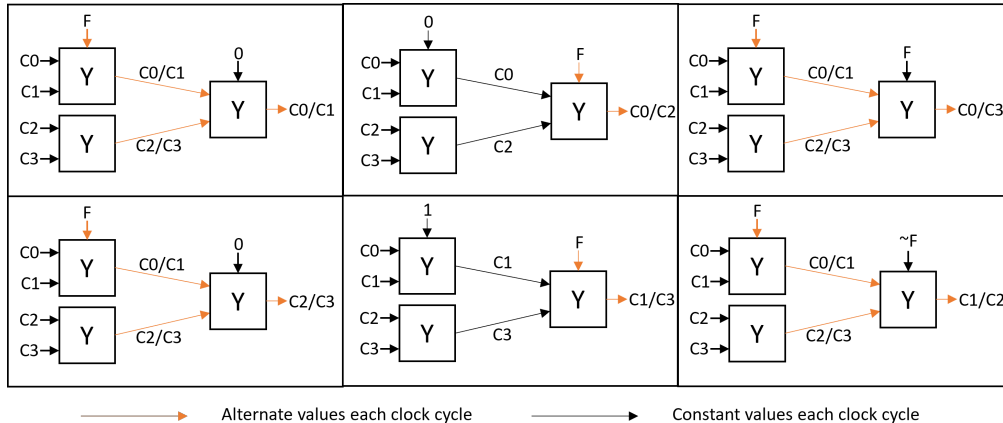 F
C0
C1
Y
C0/C1
0
Y
C0/C1
C2
C3
Y
C2/C3
0
C0
C1
Y
C0
F
Y
C0/C2
C2
C3
Y
C2
F
C0
C1
Y
C0/C1
F
Y
C0/C3
C2
C3
Y
C2/C3
F
C0
C1
Y
C0/C1
0
Y
C2/C3
C2
C3
Y
C2/C3
1
C0
C1
Y
C1
F
Y
C1/C3
C2
C3
Y
C3
F
C0
C1
Y
C0/C1
~F
Y
C1/C2
C2
C3
Y
C2/C3
Alternate values each clock cycle
Constant values each clock cycle